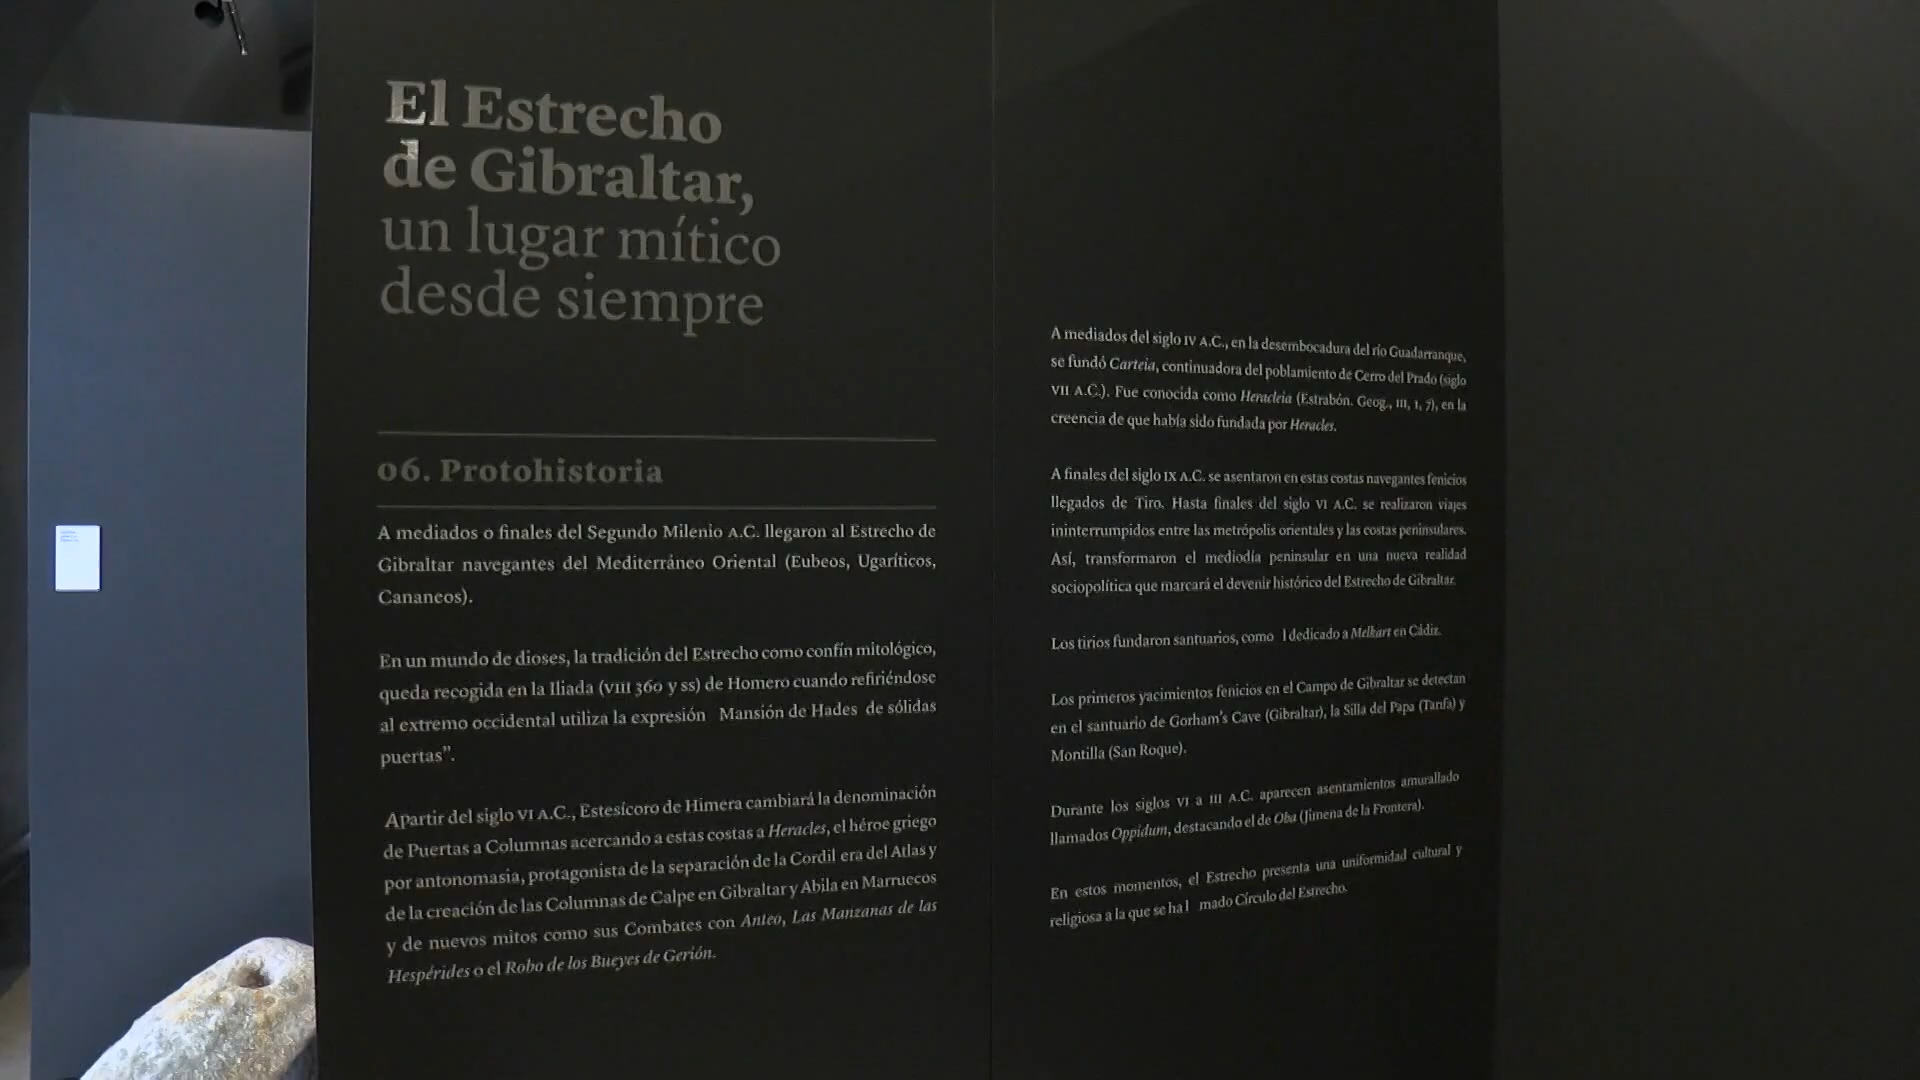 El Estrecho
de Gibraltar,
un lugar mítico
desde siempre
06. Protohistoria
A mediados o finales del Segundo Milenio A.C. llegaron al Estrecho de
Gibraltar navegantes del Mediterráneo Oriental (Eubeos, Ugaríticos,
Cananeos).
En un mundo de dioses, la tradición del Estrecho como confín mitológico,
queda recogida en la Iliada (VIII 360 y ss) de Homero cuando refiriéndose
al extremo occidental utiliza la expresión Mansión de Hades de sólidas
puertas”.
Apartir del siglo VI A.C., Estesícoro de Himera cambiará la denominación
de Puertas a Columnas acercando a estas costas a Heracles, el héroe griego
por antonomasia, protagonista de la separación de la Cordil era del Atlas y
de la creación de las Columnas de Calpe en Gibraltar y Abila en Marruecos
y de nuevos mitos como sus Combates con Anteo, Las Manzanas de las
Hespérides o el Robo de los Bueyes de Gerión.
A mediados del siglo IV A.C., en la desembocadura del río Guadarranque,
se fundó Carteia, continuadora del poblamiento de Cerro del Prado (siglo
VII A.C.). Fue conocida como Heracleia (Estrabón. Geog., III, 1, 7), en la
creencia de que había sido fundada por Heracles.
A finales del siglo IX A.C. se asentaron en estas costas navegantes fenicios
llegados de Tiro. Hasta finales del siglo VI A.C. se realizaron viajes
ininterrumpidos entre las metrópolis orientales y las costas peninsulares.
Así, transformaron el mediodía peninsular en una nueva realidad
sociopolítica que marcará el devenir histórico del Estrecho de Gibraltar.
Los tirios fundaron santuarios, como l dedicado a Melkart en Cádiz.
Los primeros yacimientos fenicios en el Campo de Gibraltar se detectan
en el santuario de Gorham's Cave (Gibraltar), la Silla del Papa (Tarifa) y
Montilla (San Roque).
Durante los siglos VI a III A.C. aparecen asentamientos amurallado
llamados Oppidum, destacando el de Oba (Jimena de la Frontera).
En estos momentos, el Estrecho presenta una uniformidad cultural y
religiosa a la que se ha l mado Círculo del Estrecho.